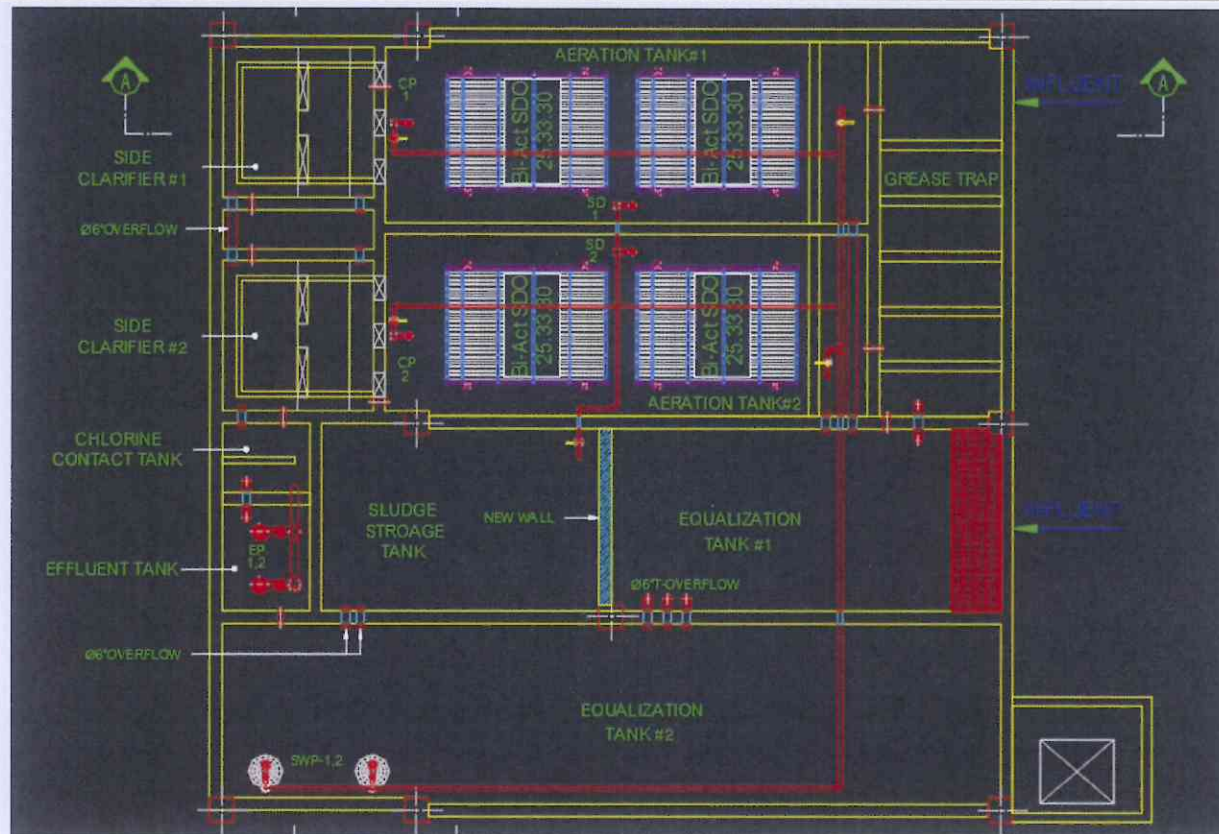 AERATION TANK#1
A
CP
1
Bi-Act SDO
25.33.30
Bi-Act SDO
25.33.30
INFLUENT
A
SIDE
CLARIFIER #1
GREASE TRAP
SD
1
Ø6"OVERFLOW
SD
2
Bi-Act SDO
25.33.30
Bi-Act SDO
25.33.30
SIDE
CLARIFIER #2
CP
2
AERATION TANK#2
CHLORINE
CONTACT TANK
SLUDGE
STROAGE
TANK
NEW WALL
EQUALIZATION
TANK #1
INFLUENT
EP
1,2
EFFLUENT TANK
Ø6"T-OVERFLOW
Ø6"OVERFLOW
EQUALIZATION
TANK #2
SWP-1,2